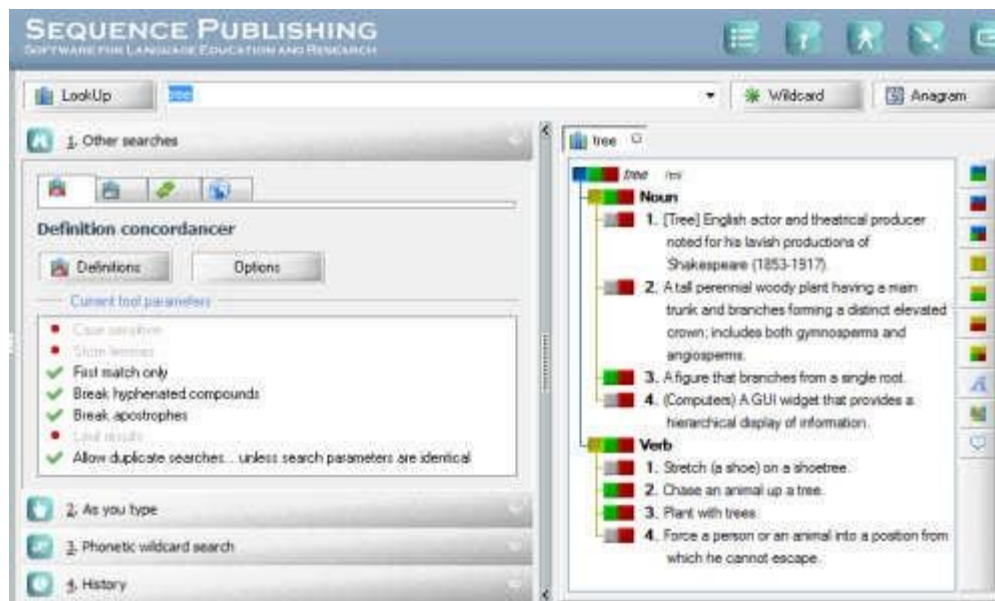 SEQUENCE PUBLISHING
SOFTWARE FOR LANGUAGE EDUCATION AND RESEARCH
LookUp
tree
Wildcard
Anagram
1. Other searches
Definition concordancer
Definitions
Options
Current tool parameters
Case sensitive
Store lemmas
First match only
Break hyphenated compounds
Break apostrophes
Limit results
Allow duplicate searches... unless search parameters are identical
2. As you type
3. Phonetic wildcard search
4. History
tree
tree
Noun
1. [Tree] English actor and theatrical producer
noted for his lavish productions of
Shakespeare (1853-1917).
2. A tall perennial woody plant having a main
trunk and branches forming a distinct elevated
crown; includes both gymnosperms and
angiosperms.
3. A figure that branches from a single root.
4. (Computers) A GUI widget that provides a
hierarchical display of information.
Verb
1. Stretch (a shoe) on a shoetree.
2. Chase an animal up a tree.
3. Plant with trees.
4. Force a person or an animal into a position from
which he cannot escape.